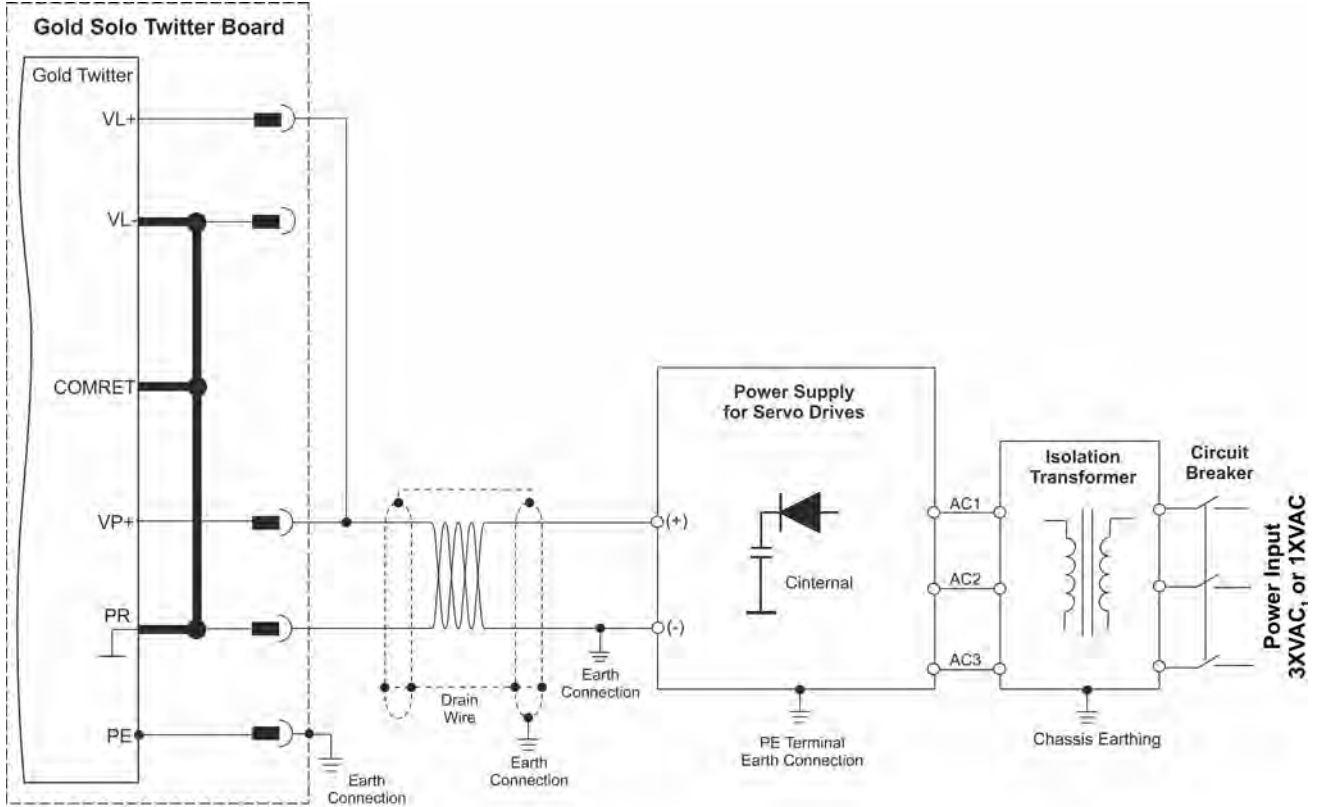 Gold Solo Twitter Board
Gold Twitter
VL+
VL-
COMRET
VP+
PR
PE
Earth
Connection
Drain
Wire
Earth
Connection
Earth
Connection
Power Supply
for Servo Drives
(+)
Cinternal
(-)
PE Terminal
Earth Connection
AC1
AC2
AC3
Isolation
Transformer
Chassis Earthing
Circuit
Breaker
Power Input
3XVAC, or 1XVAC